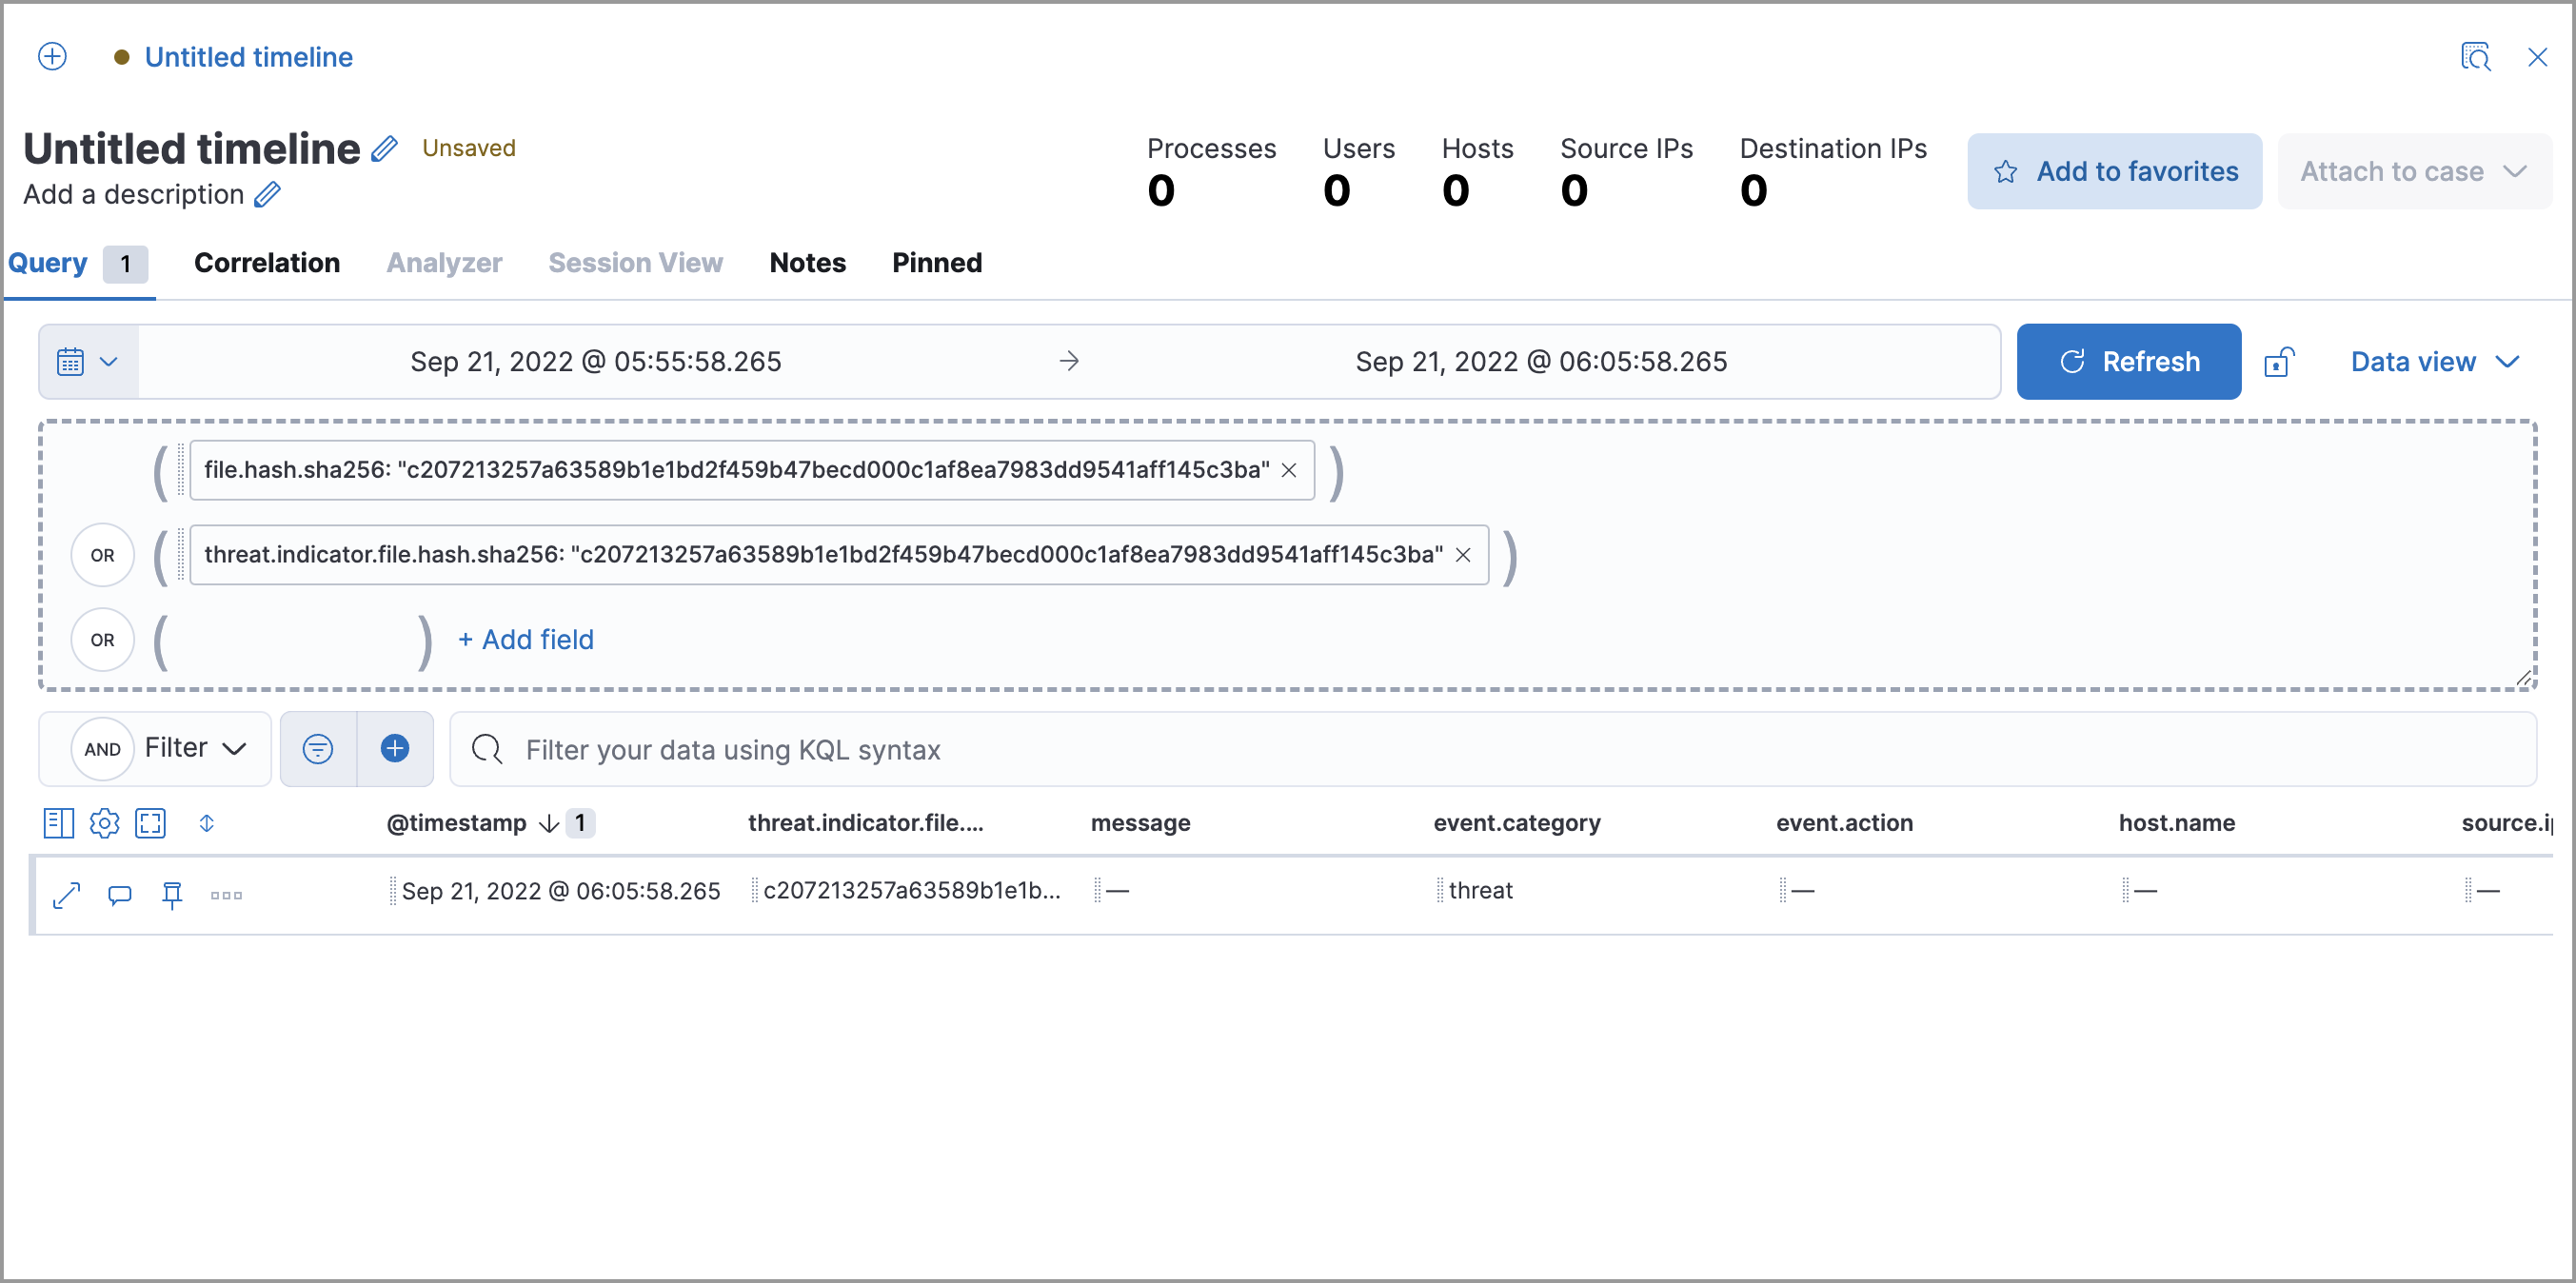 Untitled timeline
Untitled timeline Unsaved
Add a description
Processes Users Hosts Source IPs Destination IPs
0 0 0 0 0
Add to favorites Attach to case
Query 1 Correlation Analyzer Session View Notes Pinned
Sep 21, 2022 @ 05:55:58.265 → Sep 21, 2022 @ 06:05:58.265 Refresh Data view
( file.hash.sha256: "c207213257a63589b1e1bd2f459b47becd000c1af8ea7983dd9541aff145c3ba" )
OR ( threat.indicator.file.hash.sha256: "c207213257a63589b1e1bd2f459b47becd000c1af8ea7983dd9541aff145c3ba" )
OR ( ) + Add field
AND Filter Filter your data using KQL syntax
@timestamp 1 threat.indicator.file.... message event.category event.action host.name source.ip
Sep 21, 2022 @ 06:05:58.265 c207213257a63589b1e1b... — threat — — —